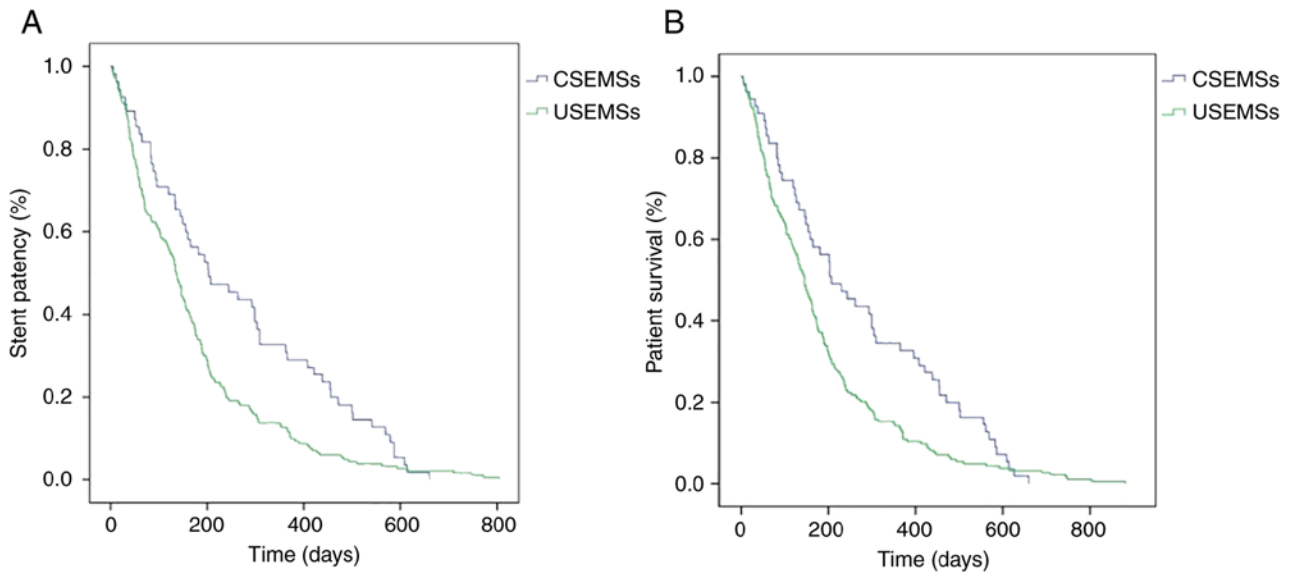 A
Stent patency (%)
1.0
0.8
0.6
0.4
0.2
0.0
0 200 400 600 800
Time (days)
CSEMSs
USEMSs
B
Patient survival (%)
1.0
0.8
0.6
0.4
0.2
0.0
0 200 400 600 800
Time (days)
CSEMSs
USEMSs